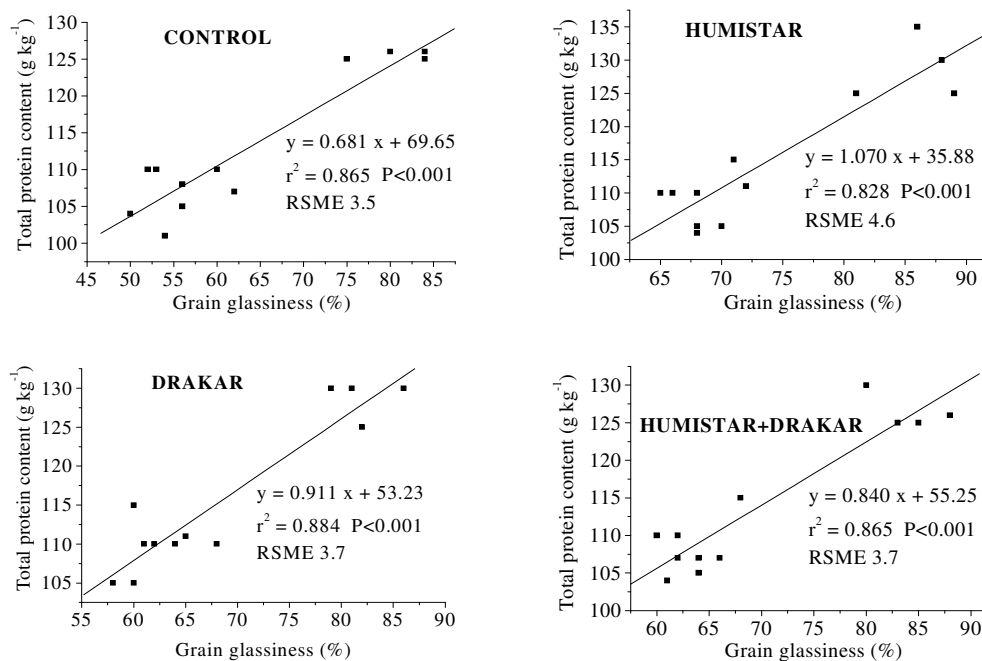 CONTROL
Total protein content (g kg⁻¹)
130
125
120
115
110
105
100
y = 0.681 x + 69.65
r² = 0.865 P<0.001
RSME 3.5
45 50 55 60 65 70 75 80 85
Grain glassiness (%)
HUMISTAR
Total protein content (g kg⁻¹)
135
130
125
120
115
110
105
100
y = 1.070 x + 35.88
r² = 0.828 P<0.001
RSME 4.6
65 70 75 80 85 90
Grain glassiness (%)
DRAKAR
Total protein content (g kg⁻¹)
130
125
120
115
110
105
y = 0.911 x + 53.23
r² = 0.884 P<0.001
RSME 3.7
55 60 65 70 75 80 85 90
Grain glassiness (%)
HUMISTAR+DRAKAR
Total protein content (g kg⁻¹)
130
125
120
115
110
105
100
y = 0.840 x + 55.25
r² = 0.865 P<0.001
RSME 3.7
60 65 70 75 80 85 90
Grain glassiness (%)